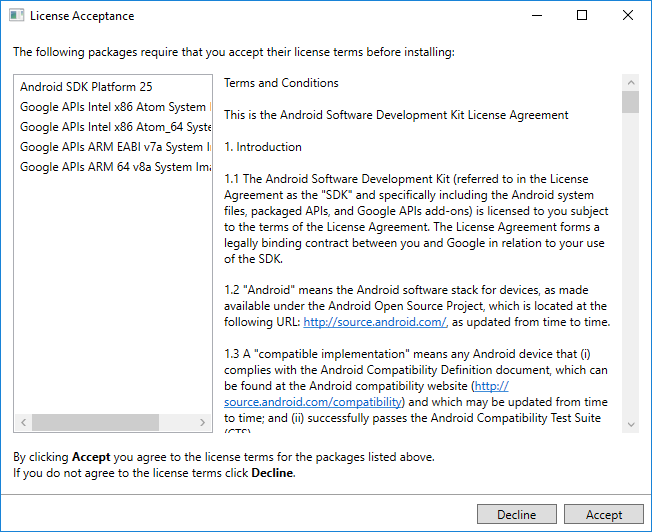 License Acceptance
The following packages require that you accept their license terms before installing:
Android SDK Platform 25
Google APIs Intel x86 Atom System
Google APIs Intel x86 Atom_64 Syste
Google APIs ARM EABI v7a System I
Google APIs ARM 64 v8a System Ima
Terms and Conditions
This is the Android Software Development Kit License Agreement
1. Introduction
1.1 The Android Software Development Kit (referred to in the License
Agreement as the "SDK" and specifically including the Android system
files, packaged APIs, and Google APIs add-ons) is licensed to you subject
to the terms of the License Agreement. The License Agreement forms a
legally binding contract between you and Google in relation to your use
of the SDK.
1.2 "Android" means the Android software stack for devices, as made
available under the Android Open Source Project, which is located at the
following URL: http://source.android.com/, as updated from time to time.
1.3 A "compatible implementation" means any Android device that (i)
complies with the Android Compatibility Definition document, which can
be found at the Android compatibility website (http://
source.android.com/compatibility) and which may be updated from time
to time; and (ii) successfully passes the Android Compatibility Test Suite
(CTS)
By clicking Accept you agree to the license terms for the packages listed above.
If you do not agree to the license terms click Decline.
Decline
Accept